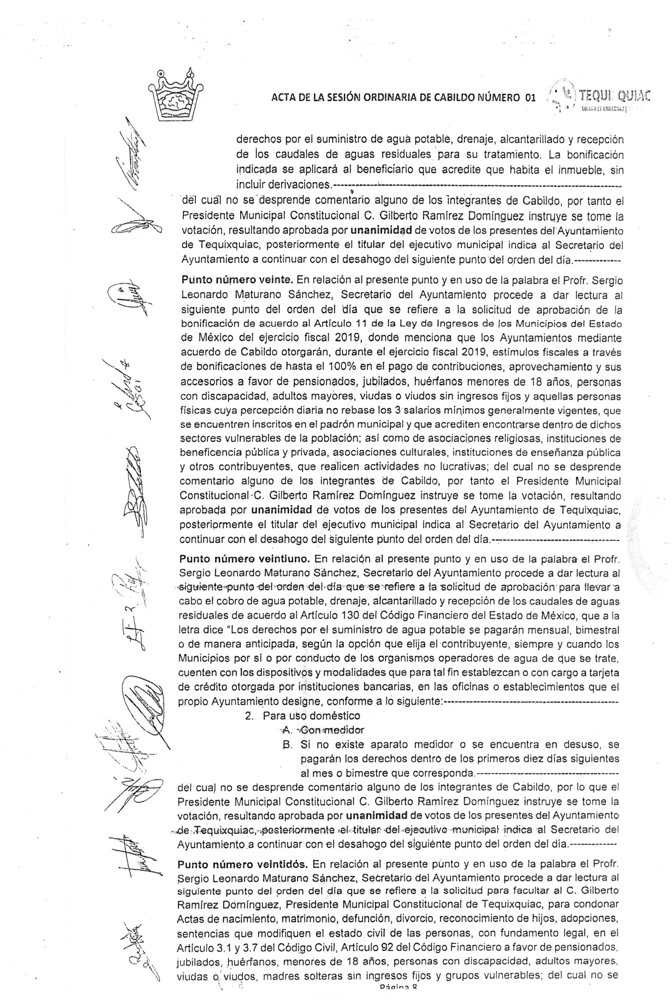 ACTA DE LA SESIÓN ORDINARIA DE CABILDO NÚMERO 01
TEQUI QUIAC
SUMAR ES GOBERNAR
derechos por el suministro de agua potable, drenaje, alcantarillado y recepción
de los caudales de aguas residuales para su tratamiento. La bonificación
indicada se aplicará al beneficiario que acredite que habita el inmueble, sin
incluir derivaciones.------------------------------------------------------------
del cual no se desprende comentario alguno de los integrantes de Cabildo, por tanto el
Presidente Municipal Constitucional C. Gilberto Ramírez Domínguez instruye se tome la
votación, resultando aprobada por unanimidad de votos de los presentes del Ayuntamiento
de Tequixquiac, posteriormente el titular del ejecutivo municipal indica al Secretario del
Ayuntamiento a continuar con el desahogo del siguiente punto del orden del día.-------------
Punto número veinte. En relación al presente punto y en uso de la palabra el Profr. Sergio
Leonardo Maturano Sánchez, Secretario del Ayuntamiento procede a dar lectura al
siguiente punto del orden del día que se refiere a la solicitud de aprobación de la
bonificación de acuerdo al Artículo 11 de la Ley de Ingresos de los Municipios del Estado
de México del ejercicio fiscal 2019, donde menciona que los Ayuntamientos mediante
acuerdo de Cabildo otorgarán, durante el ejercicio fiscal 2019, estímulos fiscales a través
de bonificaciones de hasta el 100% en el pago de contribuciones, aprovechamiento y sus
accesorios a favor de pensionados, jubilados, huérfanos menores de 18 años, personas
con discapacidad, adultos mayores, viudas o viudos sin ingresos fijos y aquellas personas
físicas cuya percepción diaria no rebase los 3 salarios mínimos generalmente vigentes, que
se encuentren inscritos en el padrón municipal y que acrediten encontrarse dentro de dichos
sectores vulnerables de la población; así como de asociaciones religiosas, instituciones de
beneficencia pública y privada, asociaciones culturales, instituciones de enseñanza pública
y otros contribuyentes, que realicen actividades no lucrativas; del cual no se desprende
comentario alguno de los integrantes de Cabildo, por tanto el Presidente Municipal
Constitucional C. Gilberto Ramírez Domínguez instruye se tome la votación, resultando
aprobada por unanimidad de votos de los presentes del Ayuntamiento de Tequixquiac,
posteriormente el titular del ejecutivo municipal indica al Secretario del Ayuntamiento a
continuar con el desahogo del siguiente punto del orden del día.----------------------------------
Punto número veintiuno. En relación al presente punto y en uso de la palabra el Profr.
Sergio Leonardo Maturano Sánchez, Secretario del Ayuntamiento procede a dar lectura al
siguiente punto del orden del día que se refiere a la solicitud de aprobación para llevar a
cabo el cobro de agua potable, drenaje, alcantarillado y recepción de los caudales de aguas
residuales de acuerdo al Artículo 130 del Código Financiero del Estado de México, que a la
letra dice “Los derechos por el suministro de agua potable se pagarán mensual, bimestral
o de manera anticipada, según la opción que elija el contribuyente, siempre y cuando los
Municipios por sí o por conducto de los organismos operadores de agua de que se trate,
cuenten con los dispositivos y modalidades que para tal fin establezcan o con cargo a tarjeta
de crédito otorgada por instituciones bancarias, en las oficinas o establecimientos que el
propio Ayuntamiento designe, conforme a lo siguiente:----------------------------------------------
2. Para uso doméstico
A. Con medidor
B. Si no existe aparato medidor o se encuentra en desuso, se
pagarán los derechos dentro de los primeros diez días siguientes
al mes o bimestre que corresponda.--------------------------------------
del cual no se desprende comentario alguno de los integrantes de Cabildo, por lo que el
Presidente Municipal Constitucional C. Gilberto Ramírez Domínguez instruye se tome la
votación, resultando aprobada por unanimidad de votos de los presentes del Ayuntamiento
de Tequixquiac, posteriormente el titular del ejecutivo municipal indica al Secretario del
Ayuntamiento a continuar con el desahogo del siguiente punto del orden del día.-------------
Punto número veintidós. En relación al presente punto y en uso de la palabra el Profr.
Sergio Leonardo Maturano Sánchez, Secretario del Ayuntamiento procede a dar lectura al
siguiente punto del orden del día que se refiere a la solicitud para facultar al C. Gilberto
Ramírez Domínguez, Presidente Municipal Constitucional de Tequixquiac, para condonar
Actas de nacimiento, matrimonio, defunción, divorcio, reconocimiento de hijos, adopciones,
sentencias que modifiquen el estado civil de las personas, con fundamento legal, en el
Artículo 3.1 y 3.7 del Código Civil, Artículo 92 del Código Financiero a favor de pensionados,
jubilados, huérfanos, menores de 18 años, personas con discapacidad, adultos mayores,
viudas o viudos, madres solteras sin ingresos fijos y grupos vulnerables; del cual no se
Página 8